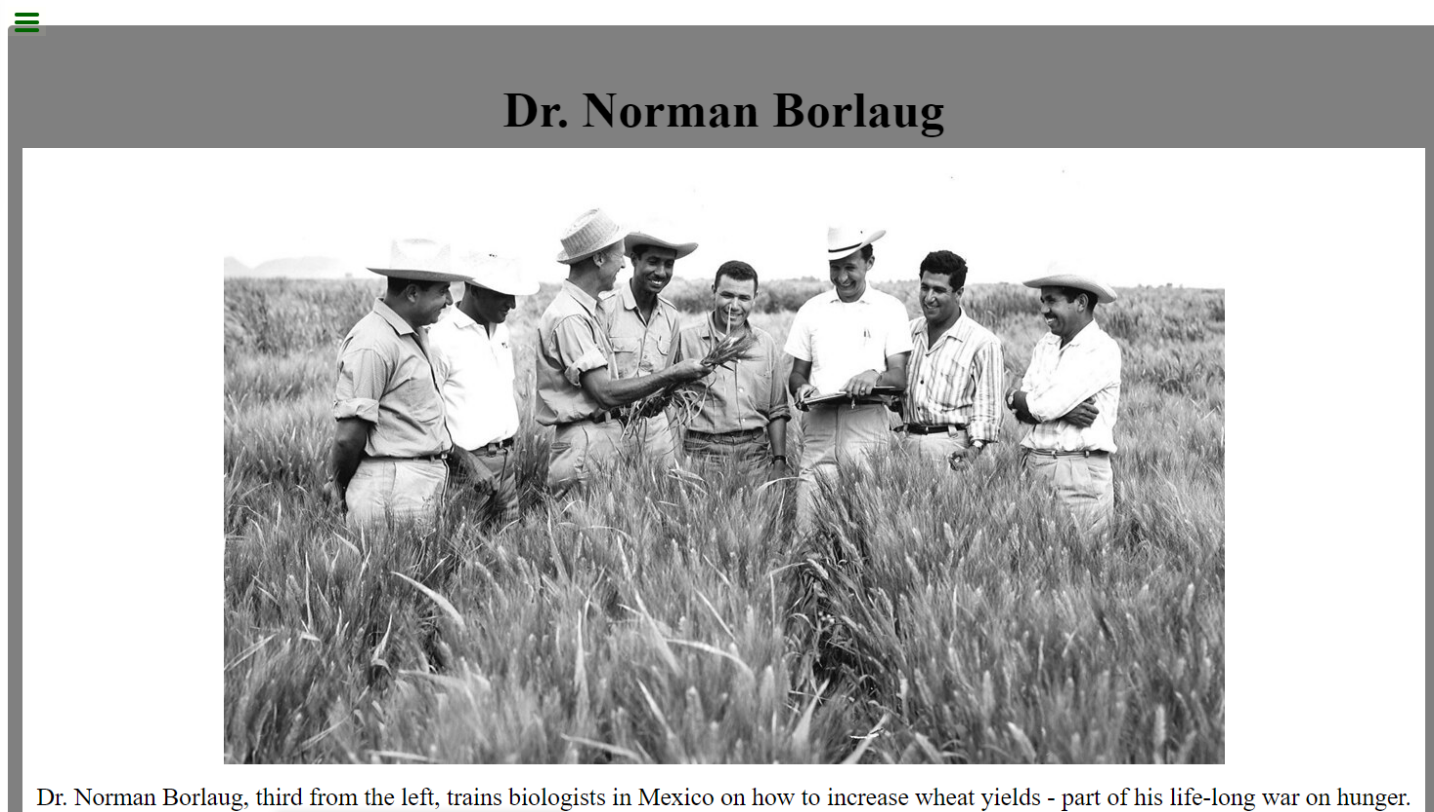 Dr. Norman Borlaug
Dr. Norman Borlaug, third from the left, trains biologists in Mexico on how to increase wheat yields - part of his life-long war on hunger.